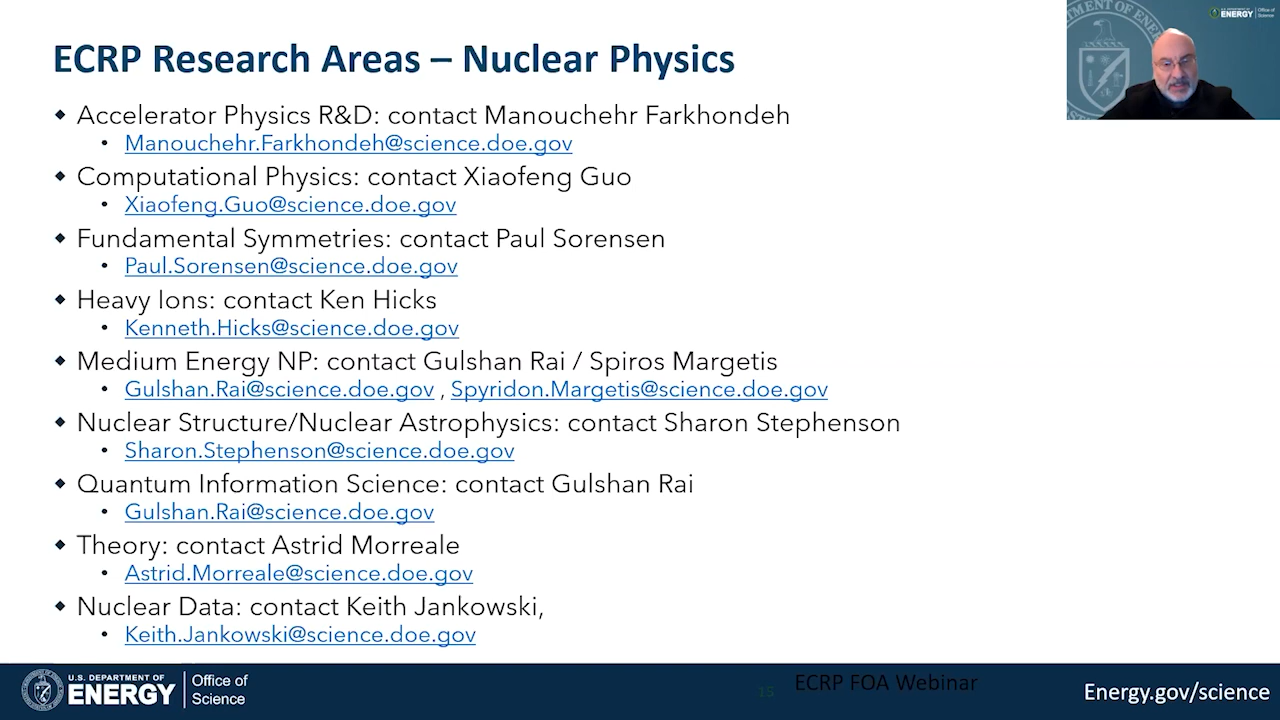 ECRP Research Areas – Nuclear Physics
U.S. DEPARTMENT OF
ENERGY
Office of
Science
Accelerator Physics R&D: contact Manouchehr Farkhondeh
Manouchehr.Farkhondeh@science.doe.gov
Computational Physics: contact Xiaofeng Guo
Xiaofeng.Guo@science.doe.gov
Fundamental Symmetries: contact Paul Sorensen
Paul.Sorensen@science.doe.gov
Heavy Ions: contact Ken Hicks
Kenneth.Hicks@science.doe.gov
Medium Energy NP: contact Gulshan Rai / Spiros Margetis
Gulshan.Rai@science.doe.gov , Spyridon.Margetis@science.doe.gov
Nuclear Structure/Nuclear Astrophysics: contact Sharon Stephenson
Sharon.Stephenson@science.doe.gov
Quantum Information Science: contact Gulshan Rai
Gulshan.Rai@science.doe.gov
Theory: contact Astrid Morreale
Astrid.Morreale@science.doe.gov
Nuclear Data: contact Keith Jankowski,
Keith.Jankowski@science.doe.gov
U.S. DEPARTMENT OF
ENERGY
Office of
Science
15
ECRP FOA Webinar
Energy.gov/science